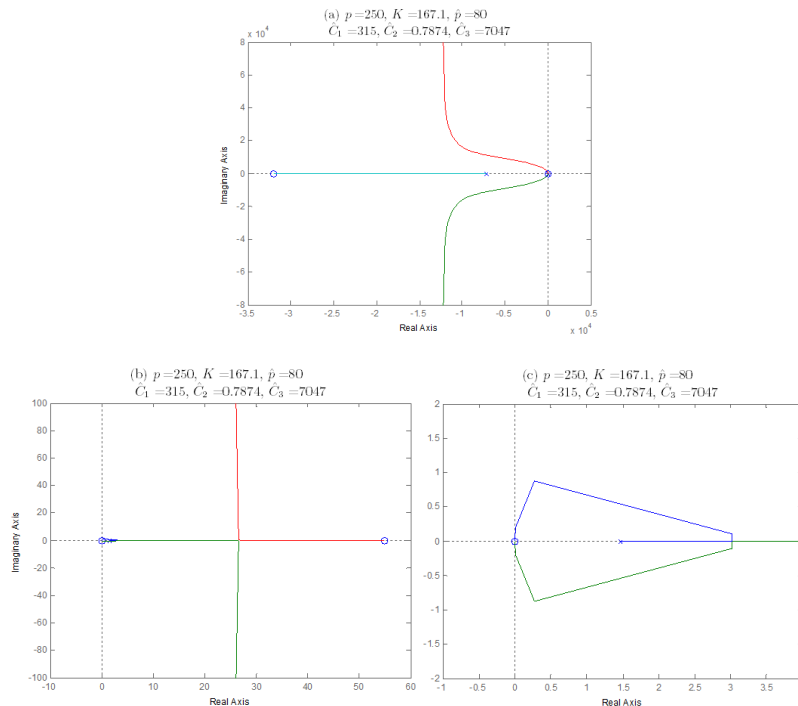 (a) p =250, K =167.1, p̂ =80
Ĉ₁ =315, Ĉ₂ =0.7874, Ĉ₃ =7047
x 10⁴
8
6
4
2
0
-2
-4
-6
-8
Imaginary Axis
-3.5 -3 -2.5 -2 -1.5 -1 -0.5 0 0.5
Real Axis
x 10⁴
(b) p =250, K =167.1, p̂ =80
Ĉ₁ =315, Ĉ₂ =0.7874, Ĉ₃ =7047
100
80
60
40
20
0
-20
-40
-60
-80
-100
Imaginary Axis
-10 0 10 20 30 40 50 60
Real Axis
(c) p =250, K =167.1, p̂ =80
Ĉ₁ =315, Ĉ₂ =0.7874, Ĉ₃ =7047
2
1.5
1
0.5
0
-0.5
-1
-1.5
-2
-1 -0.5 0 0.5 1 1.5 2 2.5 3 3.5
Real Axis